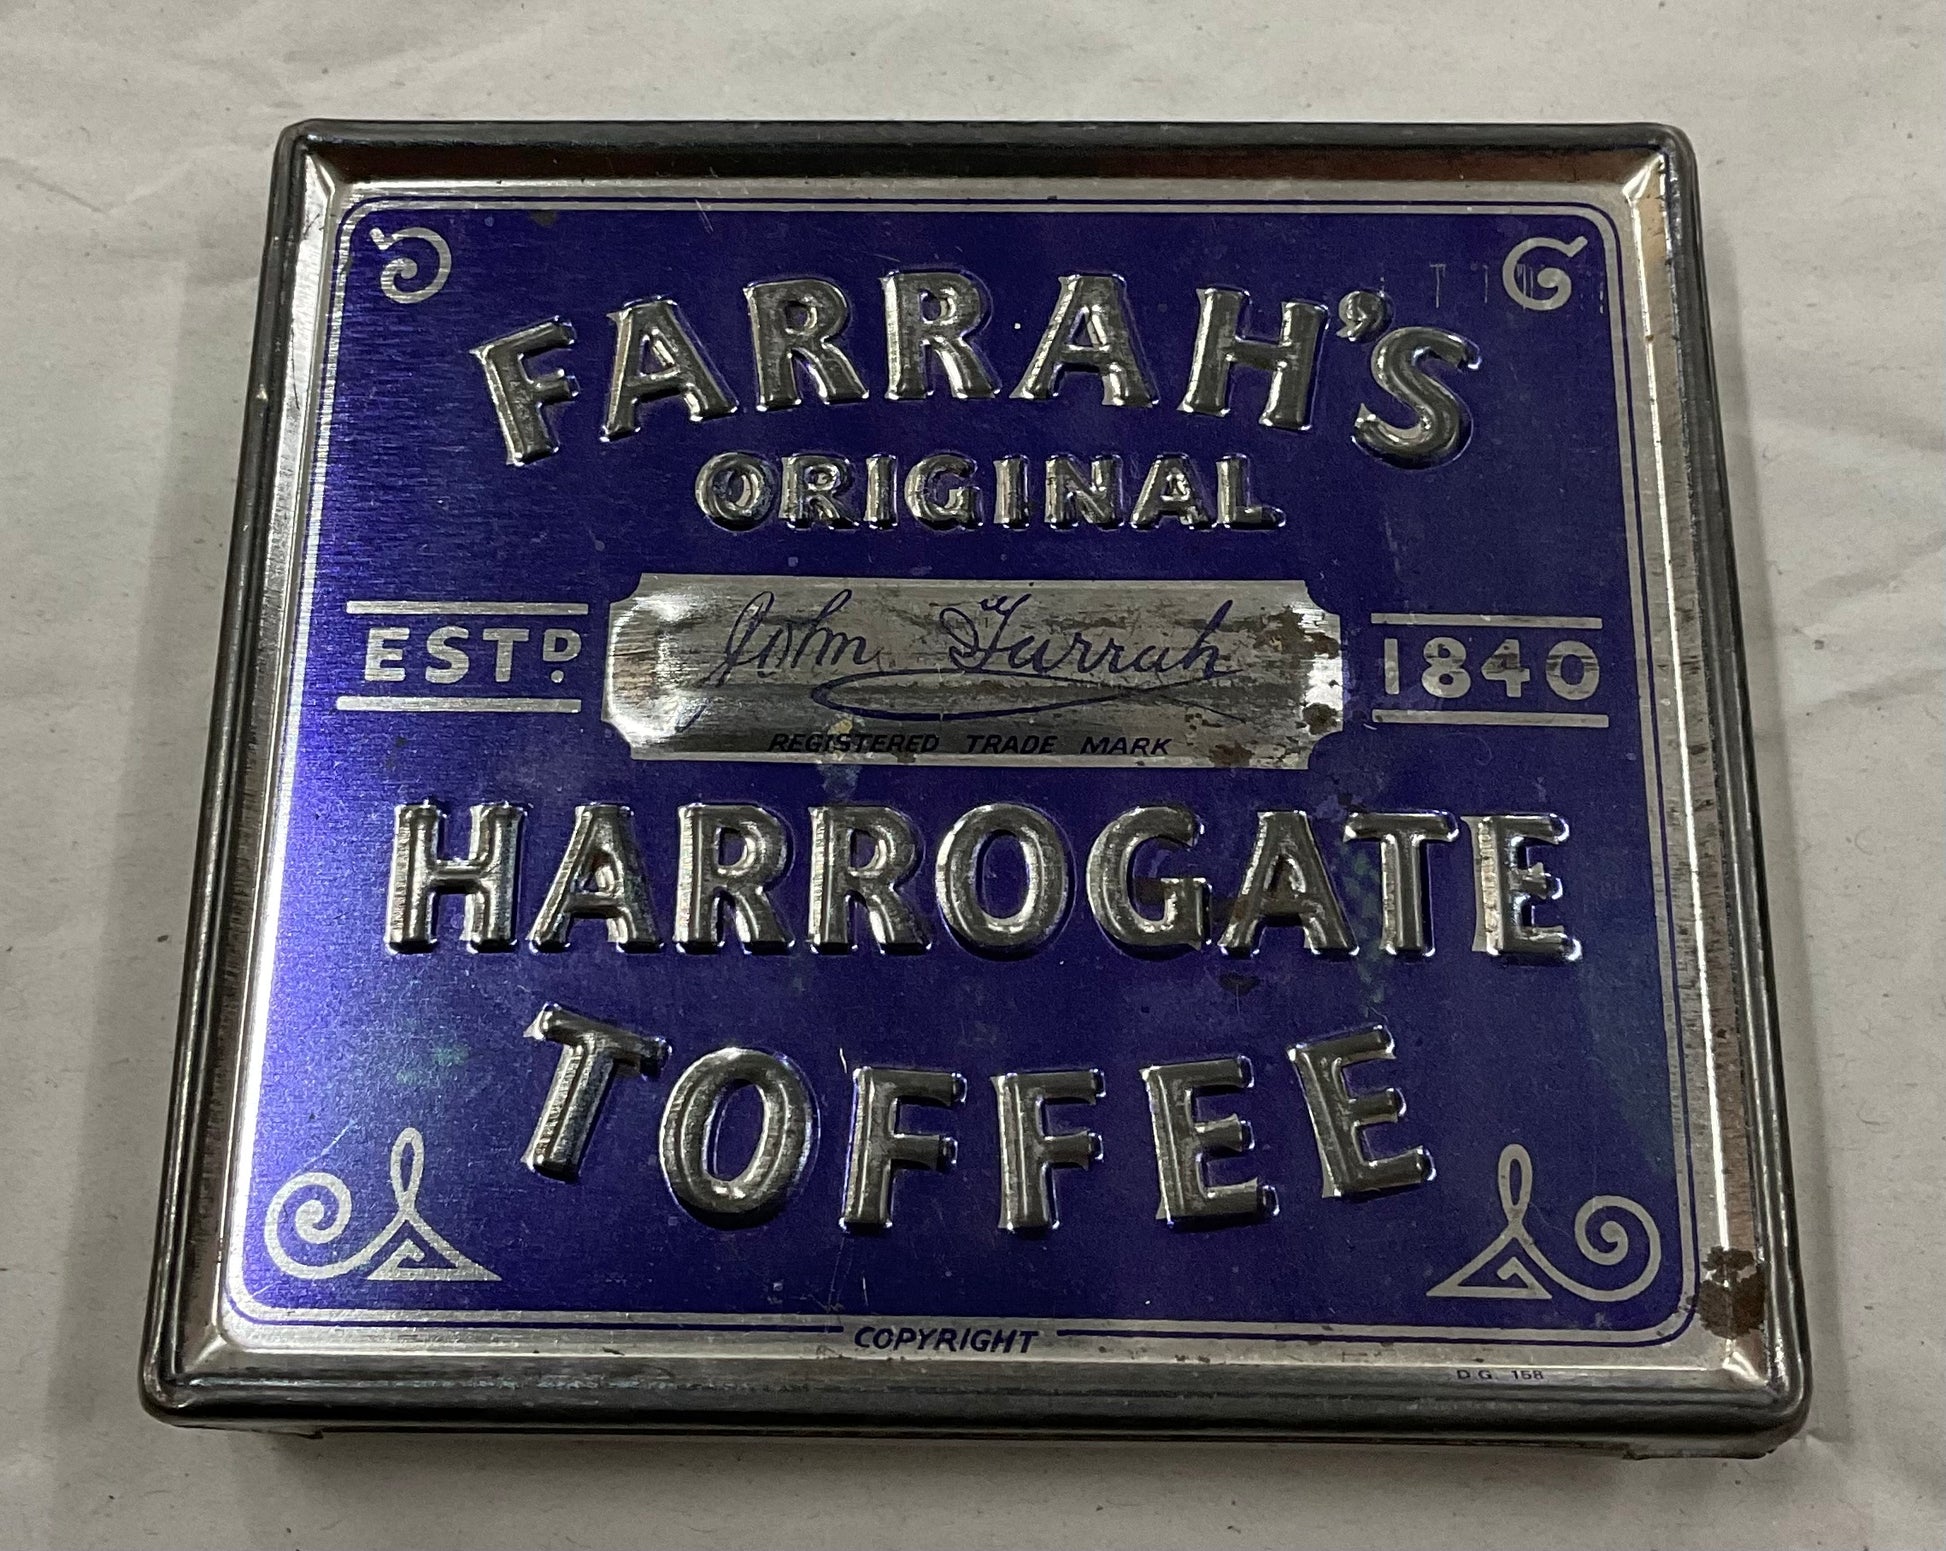 FARRAH'S
ORIGINAL
ESTD. John Farrah 1840
REGISTERED TRADE MARK
HARROGATE
TOFFEE
COPYRIGHT
D.G. 158